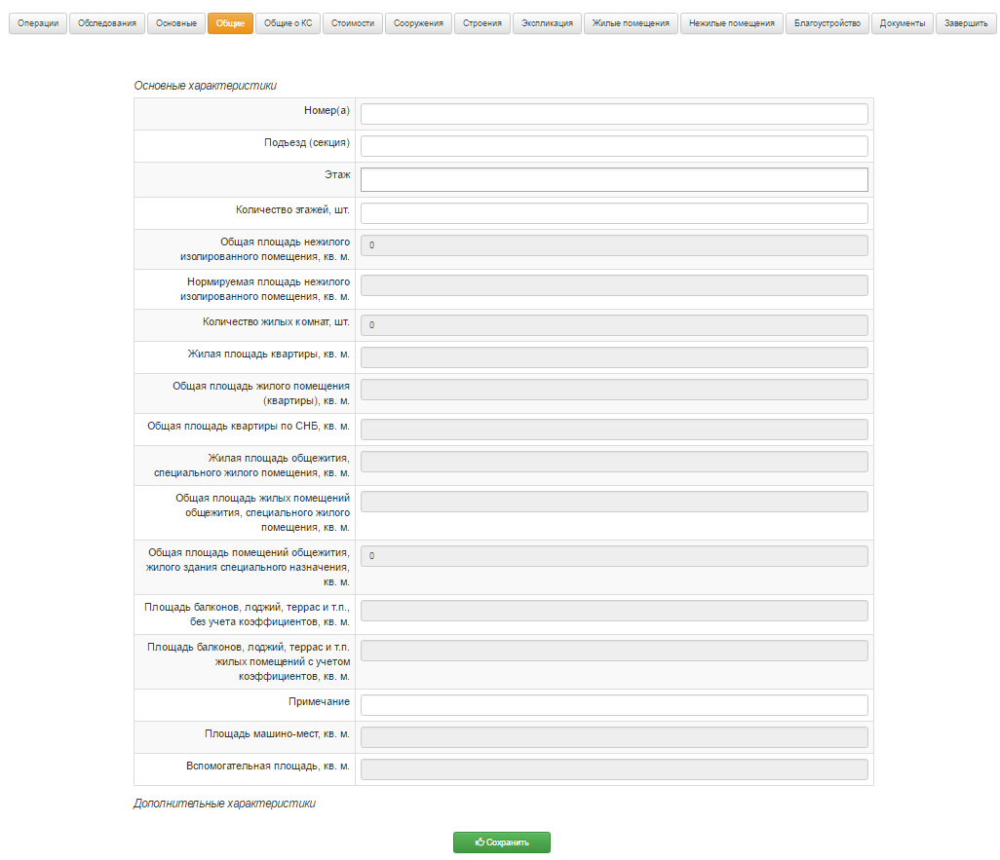 Операции Обследования Основные Общие Общие о КС Стоимости Сооружения Строения Экспликация Жилые помещения Нежилые помещения Благоустройство Документы Завершить
Основные характеристики
Номер(а)
Подъезд (секция)
Этаж
Количество этажей, шт.
Общая площадь нежилого 0
изолированного помещения, кв. м.
Нормируемая площадь нежилого
изолированного помещения, кв. м.
Количество жилых комнат, шт. 0
Жилая площадь квартиры, кв. м.
Общая площадь жилого помещения
(квартиры), кв. м.
Общая площадь квартиры по СНБ, кв. м.
Жилая площадь общежития,
специального жилого помещения, кв. м.
Общая площадь жилых помещений
общежития, специального жилого
помещения, кв. м.
Общая площадь помещений общежития, 0
жилого здания специального назначения,
кв. м.
Площадь балконов, лоджий, террас и т.п.,
без учета коэффициентов, кв. м.
Площадь балконов, лоджий, террас и т.п.
жилых помещений с учетом
коэффициентов, кв. м.
Примечание
Площадь машино-мест, кв. м.
Вспомогательная площадь, кв. м.
Дополнительные характеристики
Сохранить